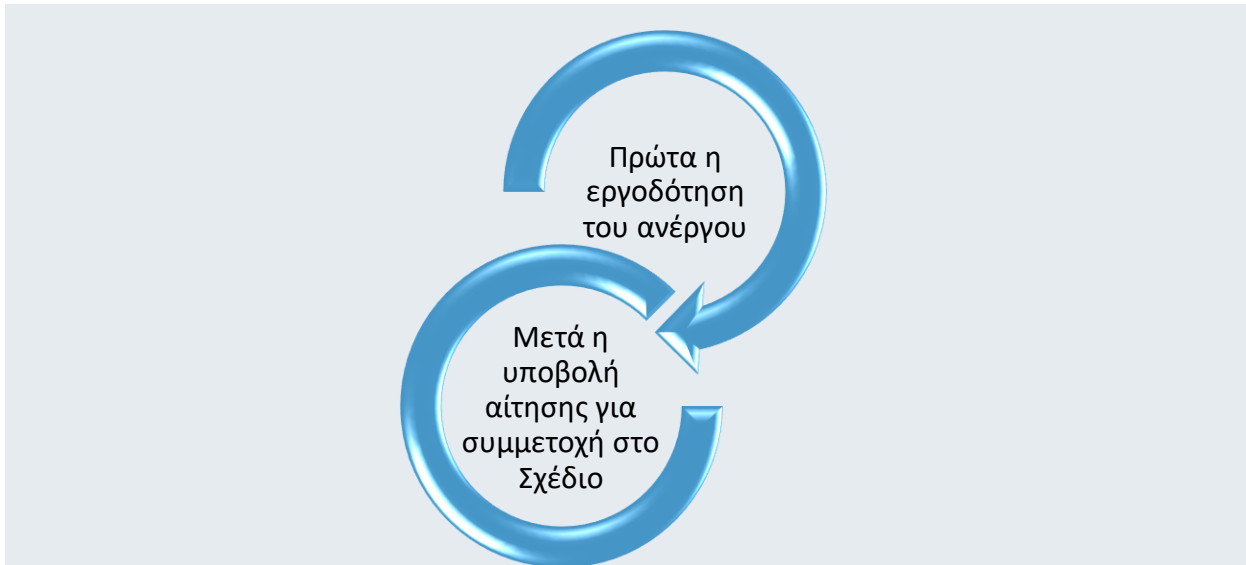 Πρώτα η
εργοδότηση
του ανέργου
Μετά η
υποβολή
αίτησης για
συμμετοχή στο
Σχέδιο